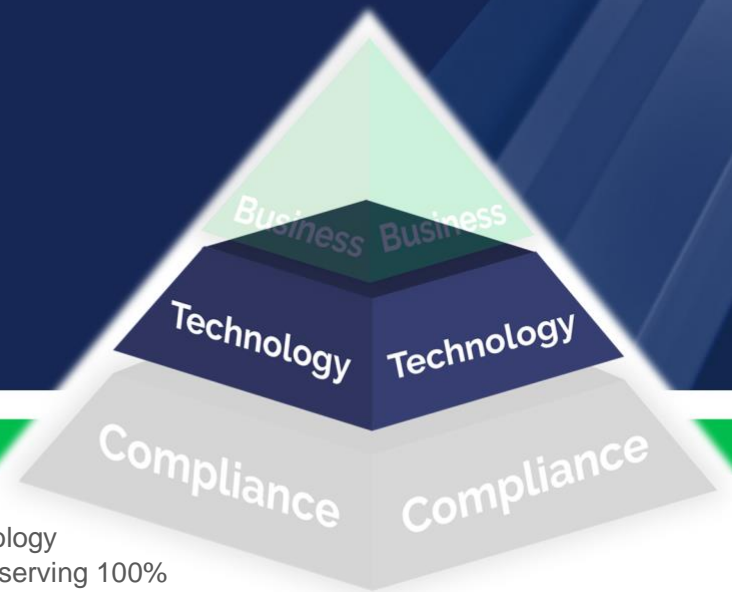 Business Business
Technology Technology
Compliance Compliance
ology
serving 100%